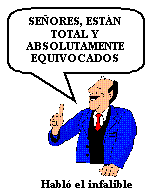 SEÑORES, ESTÁN
TOTAL Y
ABSOLUTAMENTE
EQUIVOCADOS
Habló el infalible